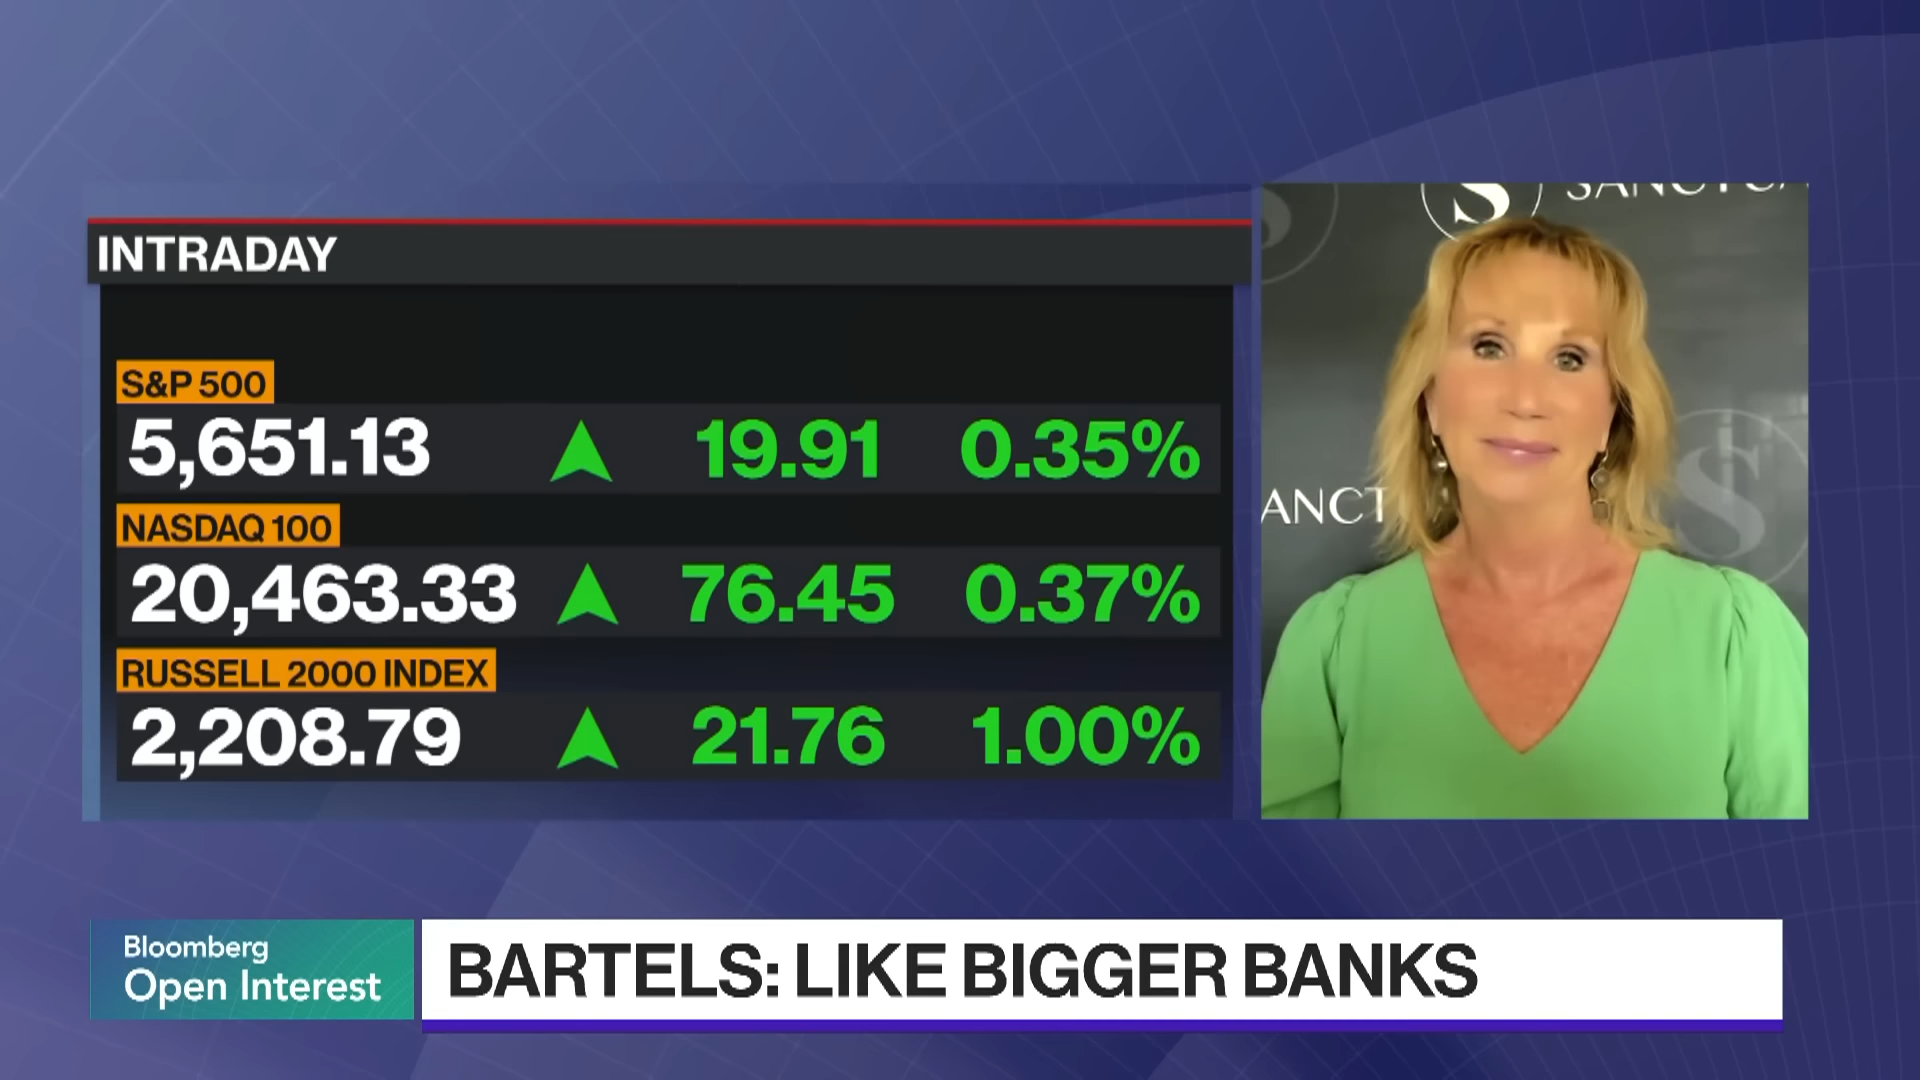 INTRADAY
S&P 500
5,651.13 ▲ 19.91 0.35%
NASDAQ 100
20,463.33 ▲ 76.45 0.37%
RUSSELL 2000 INDEX
2,208.79 ▲ 21.76 1.00%
S SANCTU
ANCT S
Bloomberg
Open Interest
BARTELS: LIKE BIGGER BANKS